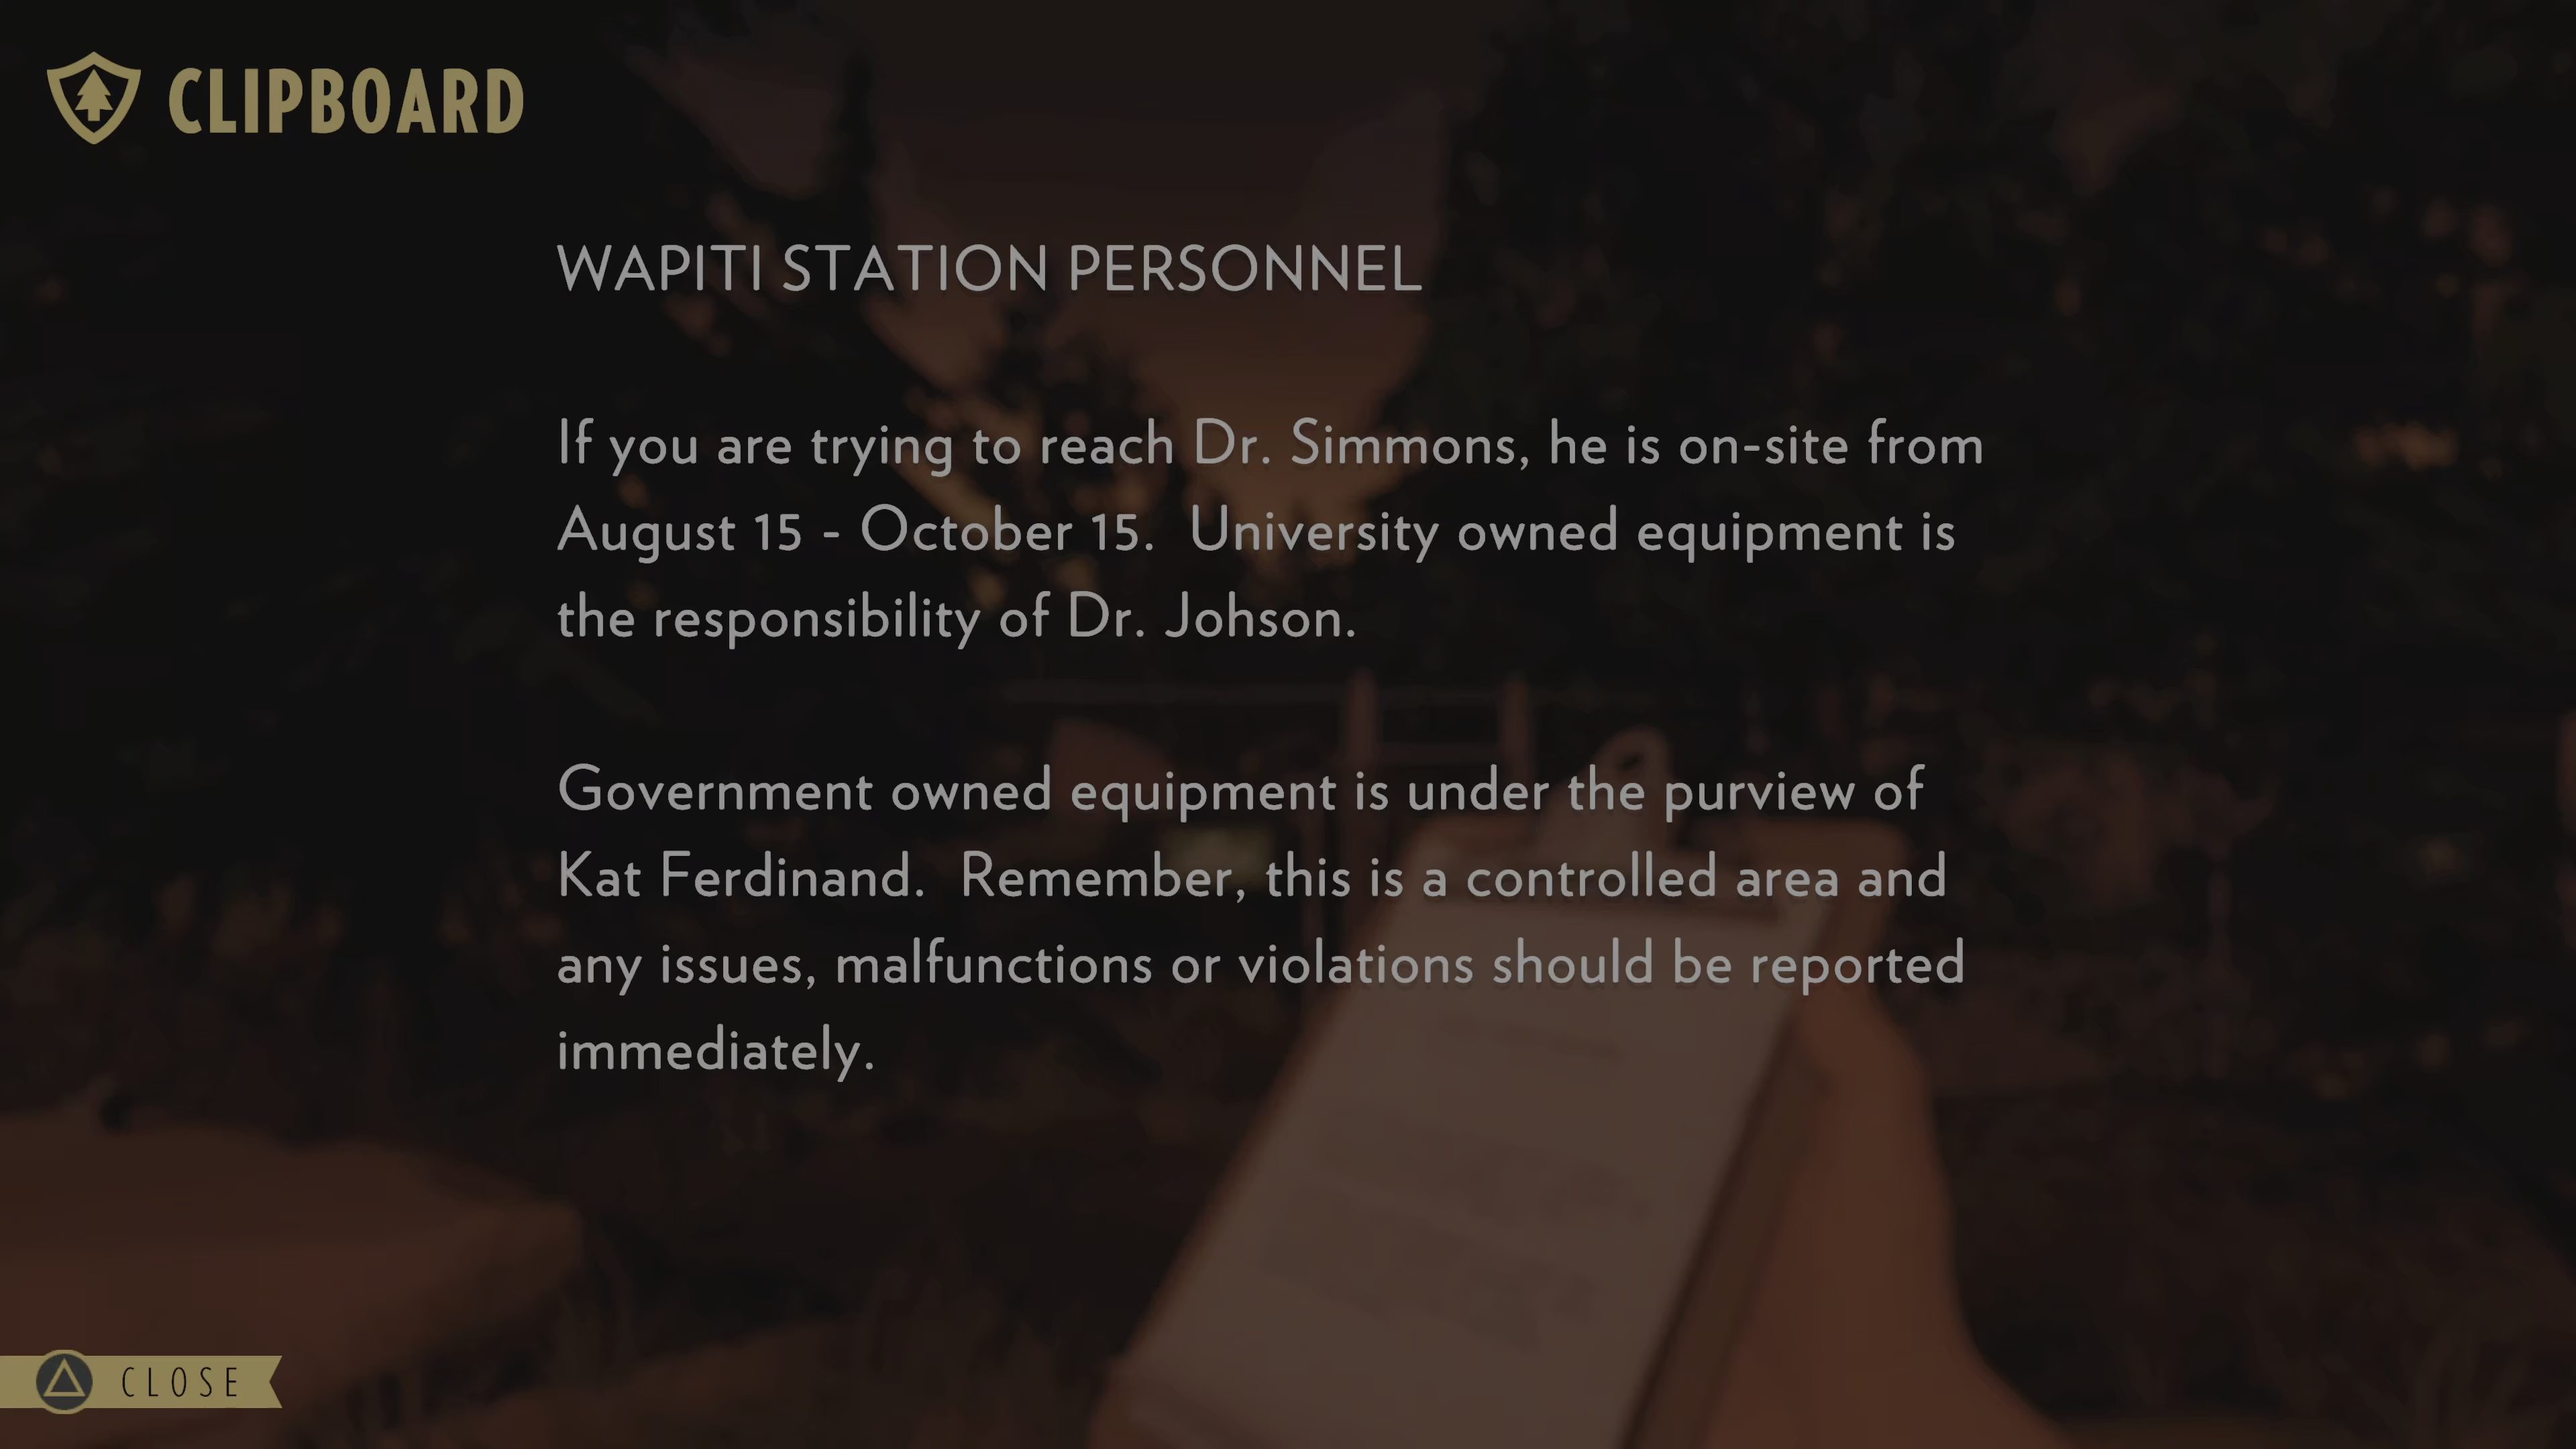 CLIPBOARD
WAPITI STATION PERSONNEL
If you are trying to reach Dr. Simmons, he is on-site from
August 15 - October 15.  University owned equipment is
the responsibility of Dr. Johson.
Government owned equipment is under the purview of
Kat Ferdinand.  Remember, this is a controlled area and
any issues, malfunctions or violations should be reported
immediately.
CLOSE